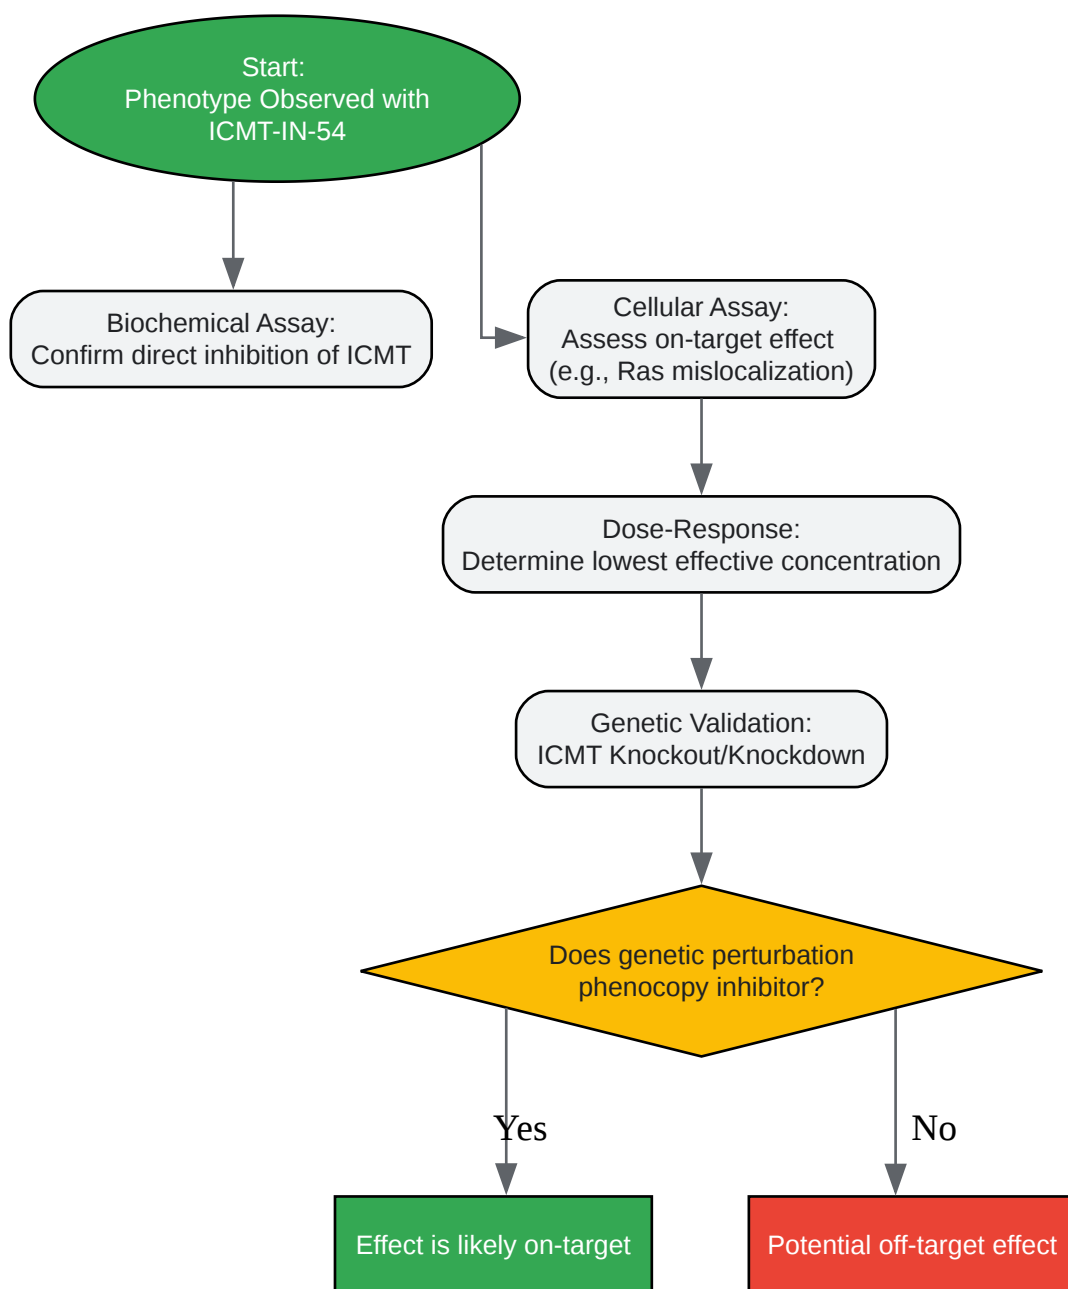 Start:
Phenotype Observed with
ICMT-IN-54
Biochemical Assay:
Confirm direct inhibition of ICMT
Cellular Assay:
Assess on-target effect
(e.g., Ras mislocalization)
Dose-Response:
Determine lowest effective concentration
Genetic Validation:
ICMT Knockout/Knockdown
Does genetic perturbation
phenocopy inhibitor?
Yes
No
Effect is likely on-target
Potential off-target effect